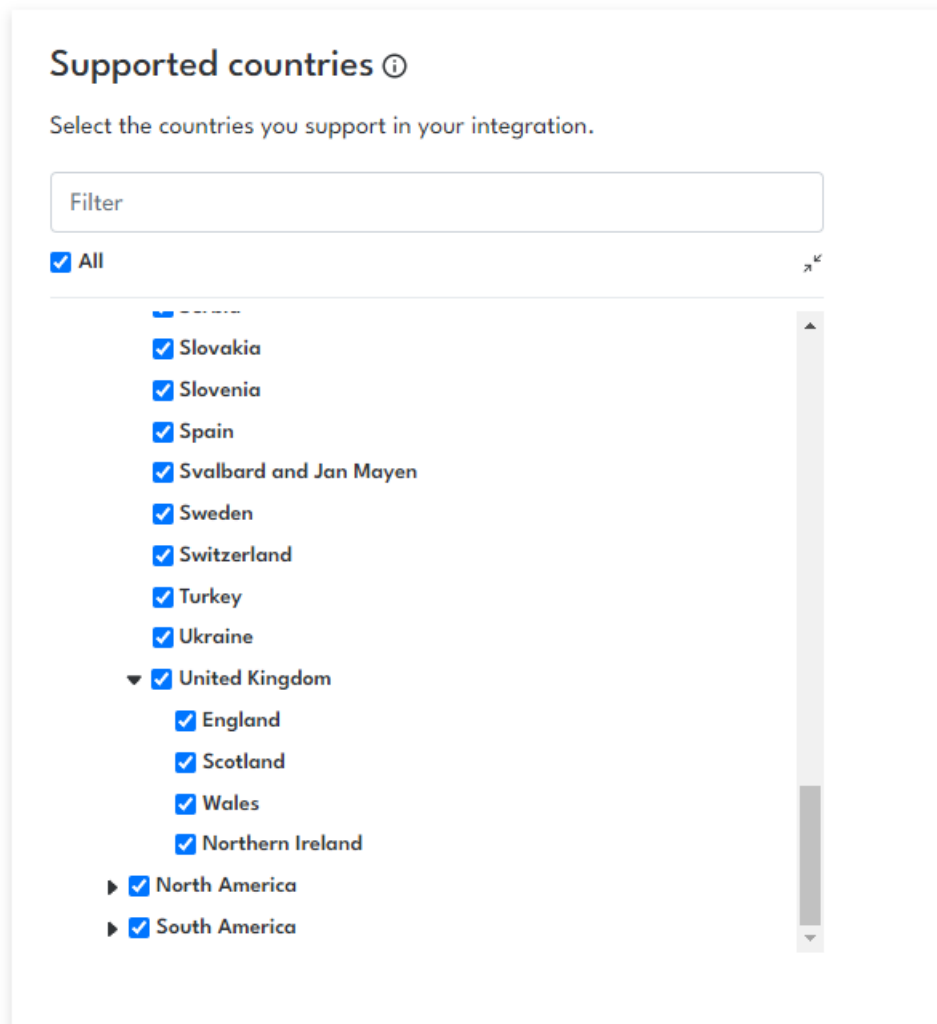 Supported countries
Select the countries you support in your integration.
Filter
All
Slovakia
Slovenia
Spain
Svalbard and Jan Mayen
Sweden
Switzerland
Turkey
Ukraine
United Kingdom
England
Scotland
Wales
Northern Ireland
North America
South America